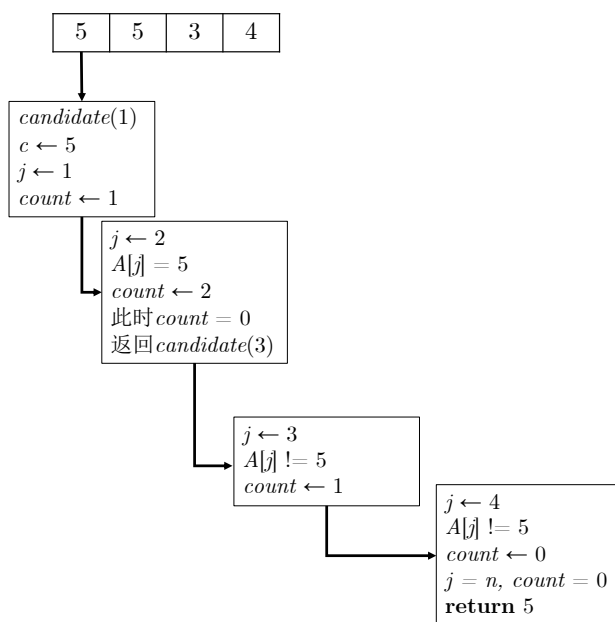 5 5 3 4
candidate(1)
c ← 5
j ← 1
count ← 1
j ← 2
A[j] = 5
count ← 2
此时count = 0
返回candidate(3)
j ← 3
A[j] != 5
count ← 1
j ← 4
A[j] != 5
count ← 0
j = n, count = 0
return 5